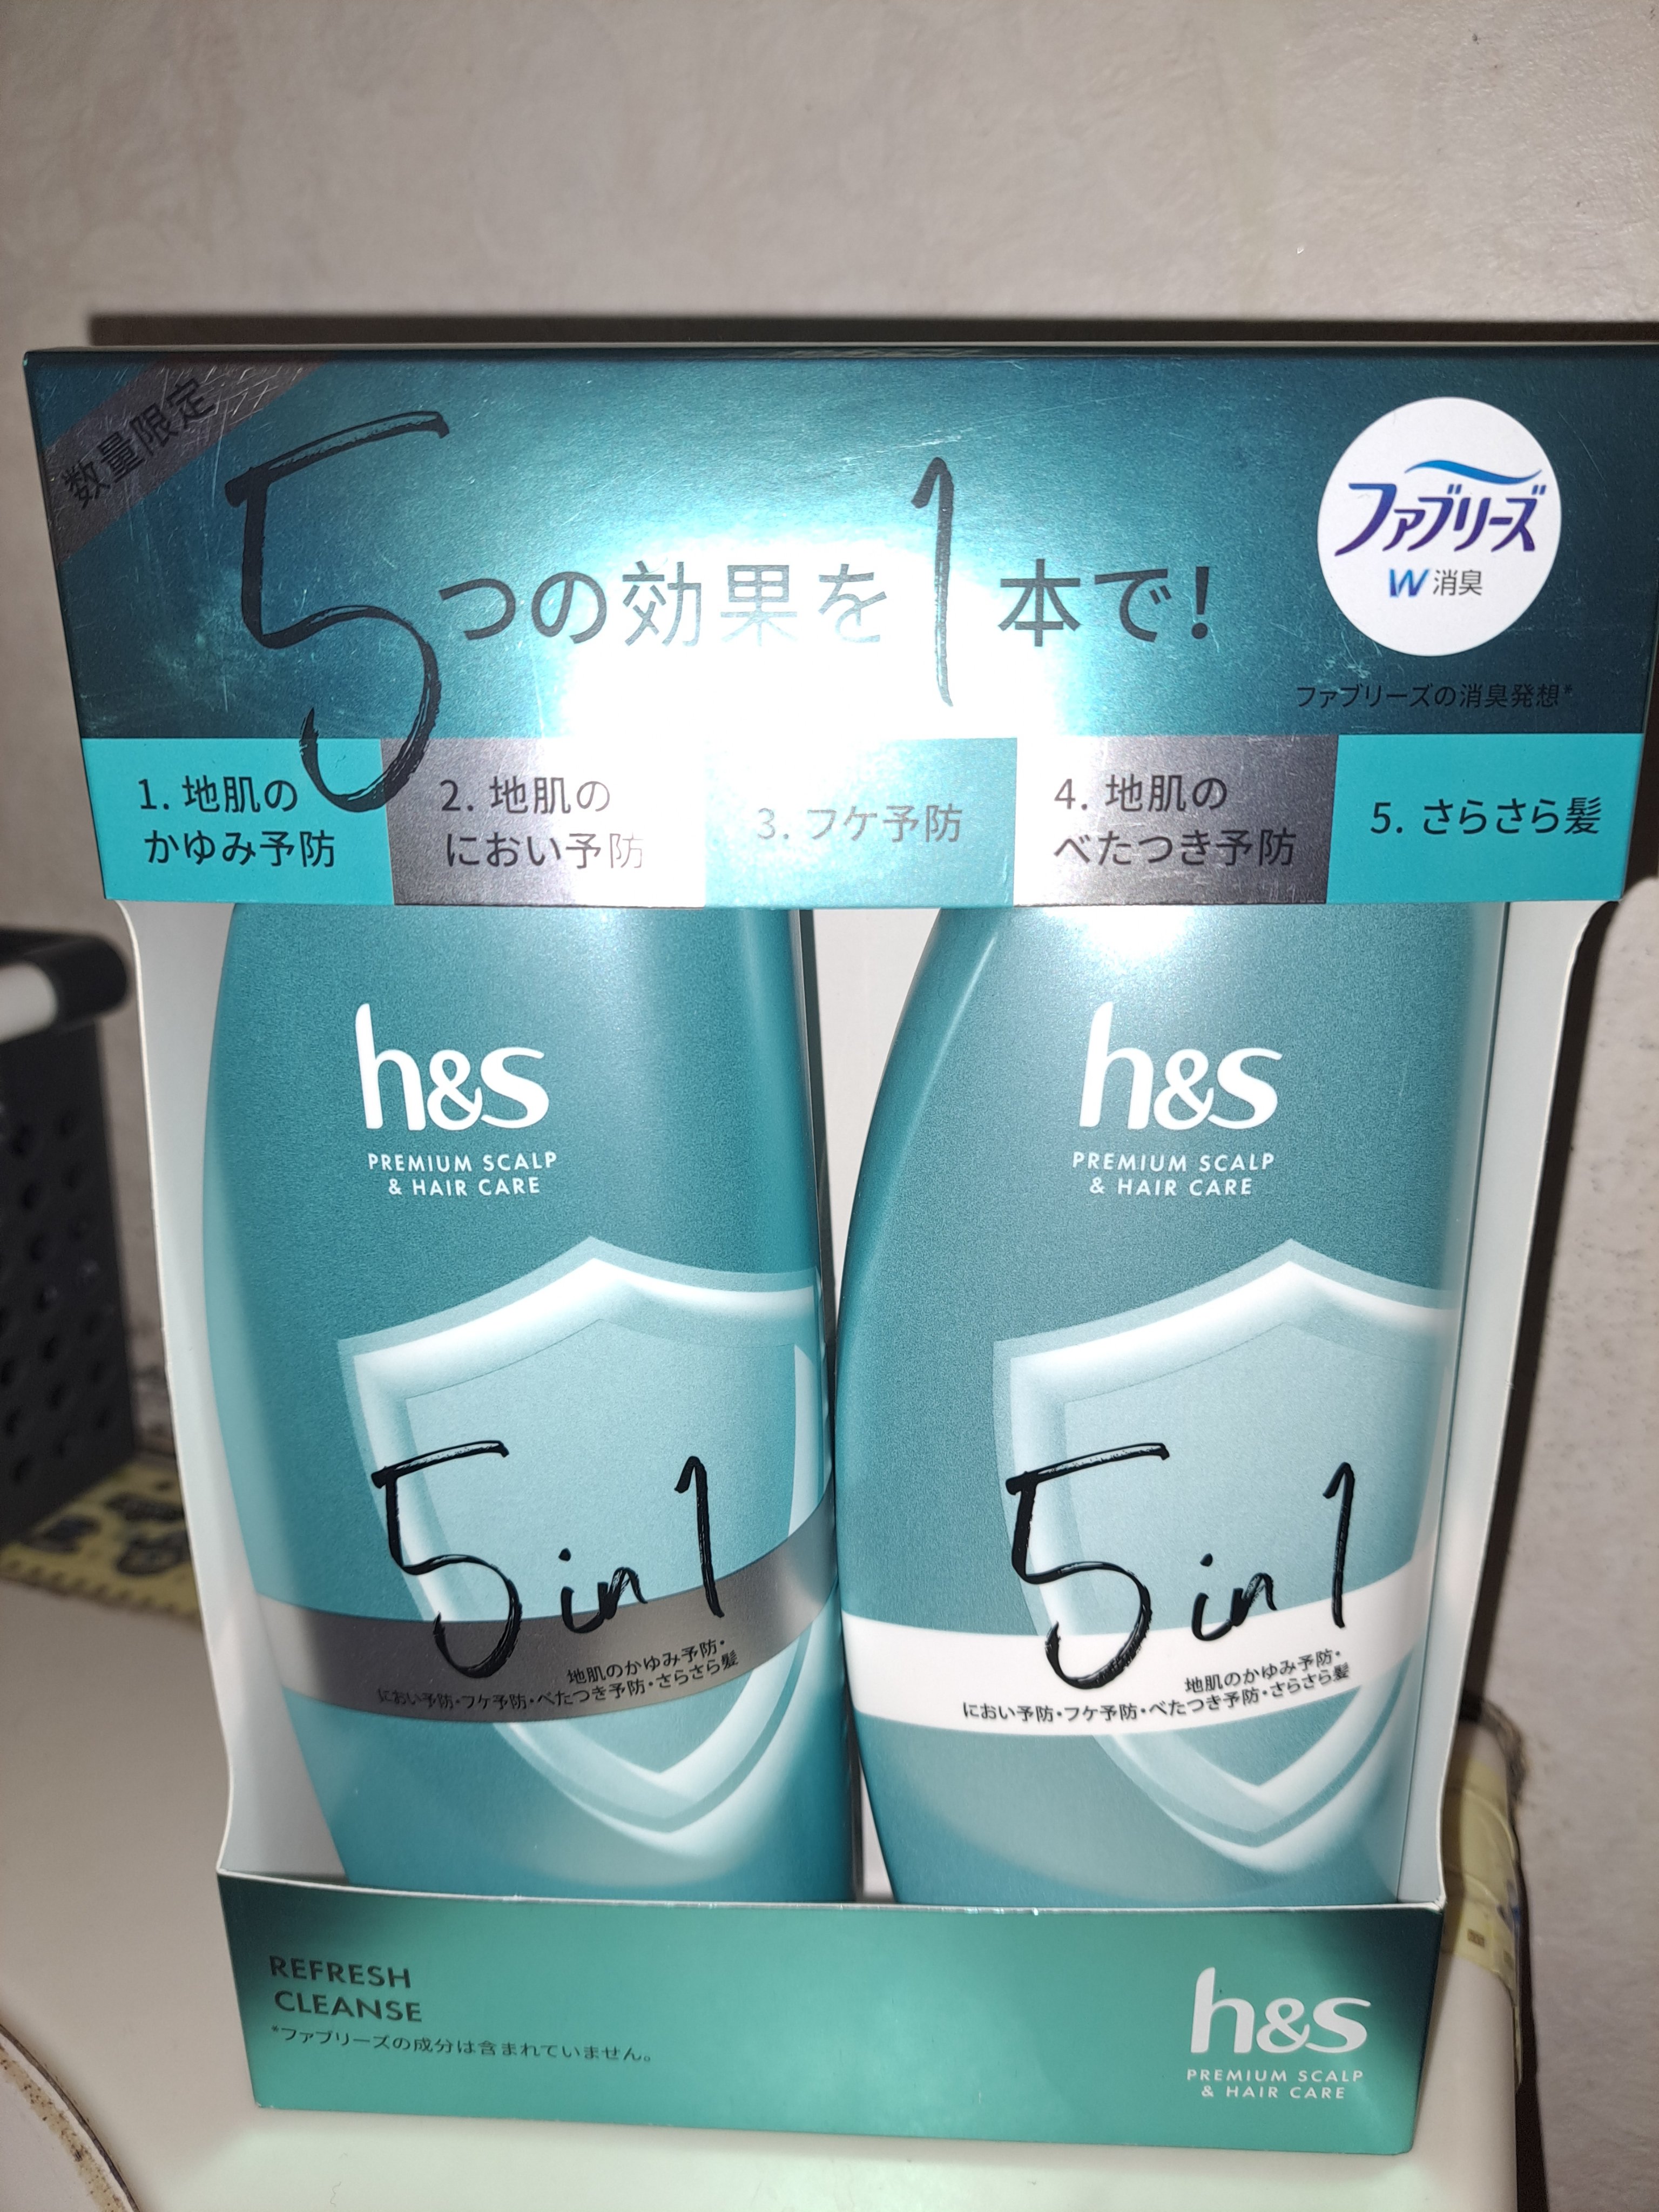 数量限定
5つの効果を1本で!
ファブリーズ
W消臭
ファブリーズの消臭発想*
1. 地肌の
かゆみ予防
2. 地肌の
におい予防
3. フケ予防
4. 地肌の
べたつき予防
5. さらさら髪
h&s
PREMIUM SCALP
& HAIR CARE
5in1
地肌のかゆみ予防・
におい予防・フケ予防・べたつき予防・さらさら髪
h&s
PREMIUM SCALP
& HAIR CARE
5in1
地肌のかゆみ予防・
におい予防・フケ予防・べたつき予防・さらさら髪
REFRESH
CLEANSE
*ファブリーズの成分は含まれていません。
h&s
PREMIUM SCALP
& HAIR CARE